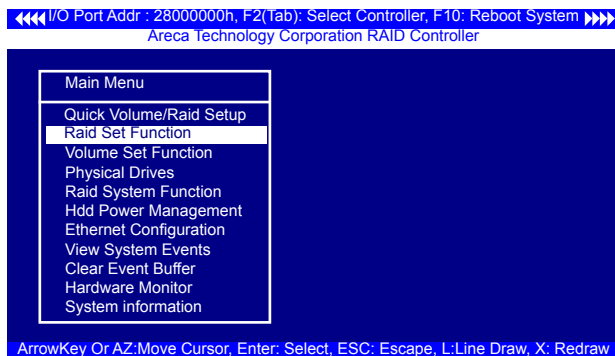 I/O Port Addr : 28000000h, F2(Tab): Select Controller, F10: Reboot System
Areca Technology Corporation RAID Controller
Main Menu
Quick Volume/Raid Setup
Raid Set Function
Volume Set Function
Physical Drives
Raid System Function
Hdd Power Management
Ethernet Configuration
View System Events
Clear Event Buffer
Hardware Monitor
System information
ArrowKey Or AZ:Move Cursor, Enter: Select, ESC: Escape, L:Line Draw, X: Redraw